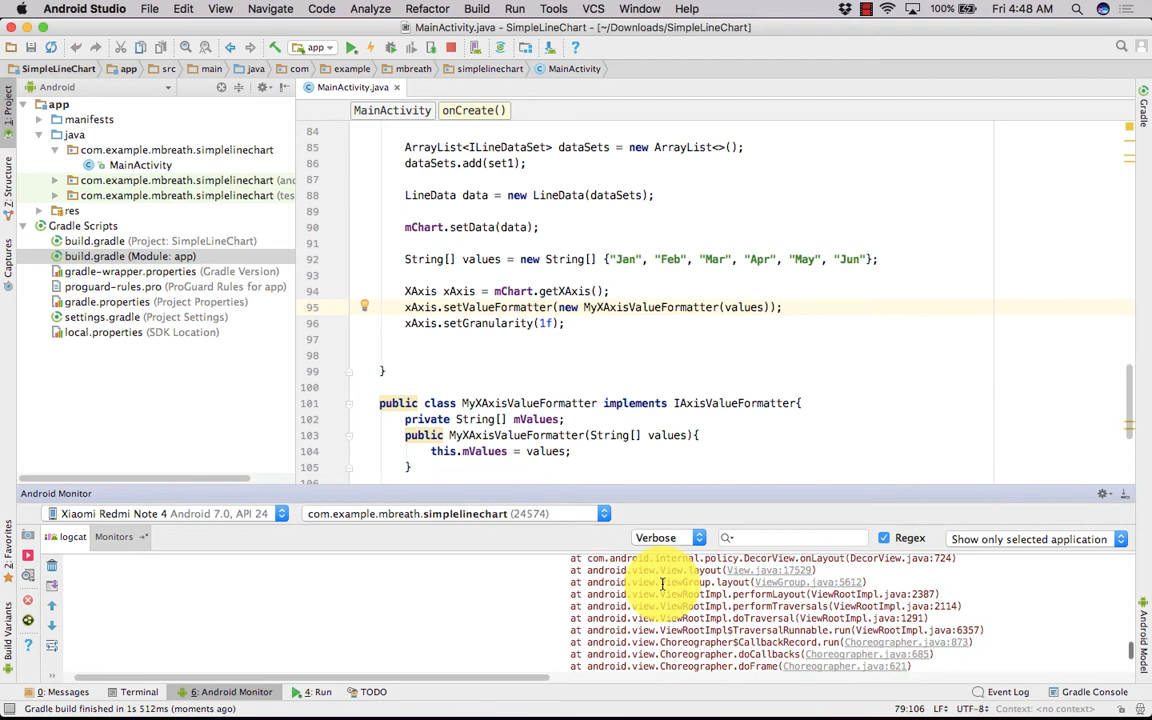 Android Studio File Edit View Navigate Code Analyze Refactor Build Run Tools VCS Window Help 100% Fri 4:48 AM
MainActivity.java - SimpleLineChart - [~/Downloads/SimpleLineChart]
app
SimpleLineChart app src main java com example mbreath simplelinechart MainActivity
Android
MainActivity.java
MainActivity onCreate()
1: Project
Z: Structure
Captures
2: Favorites
Build Variants
app
manifests
java
com.example.mbreath.simplelinechart
MainActivity
com.example.mbreath.simplelinechart (and
com.example.mbreath.simplelinechart (tes
res
Gradle Scripts
build.gradle (Project: SimpleLineChart)
build.gradle (Module: app)
gradle-wrapper.properties (Gradle Version)
proguard-rules.pro (ProGuard Rules for app)
gradle.properties (Project Properties)
settings.gradle (Project Settings)
local.properties (SDK Location)
84
85 ArrayList<ILineDataSet> dataSets = new ArrayList<>();
86 dataSets.add(set1);
87
88 LineData data = new LineData(dataSets);
89
90 mChart.setData(data);
91
92 String[] values = new String[] {"Jan", "Feb", "Mar", "Apr", "May", "Jun"};
93
94 XAxis xAxis = mChart.getXAxis();
95 xAxis.setValueFormatter(new MyXAxisValueFormatter(values));
96 xAxis.setGranularity(1f);
97
98
99 }
100
101 public class MyXAxisValueFormatter implements IAxisValueFormatter{
102 private String[] mValues;
103 public MyXAxisValueFormatter(String[] values){
104 this.mValues = values;
105 }
106
Gradle
Android Model
Android Monitor
Xiaomi Redmi Note 4 Android 7.0, API 24 com.example.mbreath.simplelinechart (24574)
logcat Monitors Verbose Regex Show only selected application
at com.android.internal.policy.DecorView.onLayout(DecorView.java:724)
at android.view.View.layout(View.java:17529)
at android.view.ViewGroup.layout(ViewGroup.java:5612)
at android.view.ViewRootImpl.performLayout(ViewRootImpl.java:2387)
at android.view.ViewRootImpl.performTraversals(ViewRootImpl.java:2114)
at android.view.ViewRootImpl.doTraversal(ViewRootImpl.java:1291)
at android.view.ViewRootImpl$TraversalRunnable.run(ViewRootImpl.java:6357)
at android.view.Choreographer$CallbackRecord.run(Choreographer.java:873)
at android.view.Choreographer.doCallbacks(Choreographer.java:685)
at android.view.Choreographer.doFrame(Choreographer.java:621)
0: Messages Terminal 6: Android Monitor 4: Run TODO Event Log Gradle Console
Gradle build finished in 1s 512ms (moments ago) 79:106 LF UTF-8 Context: <no context>